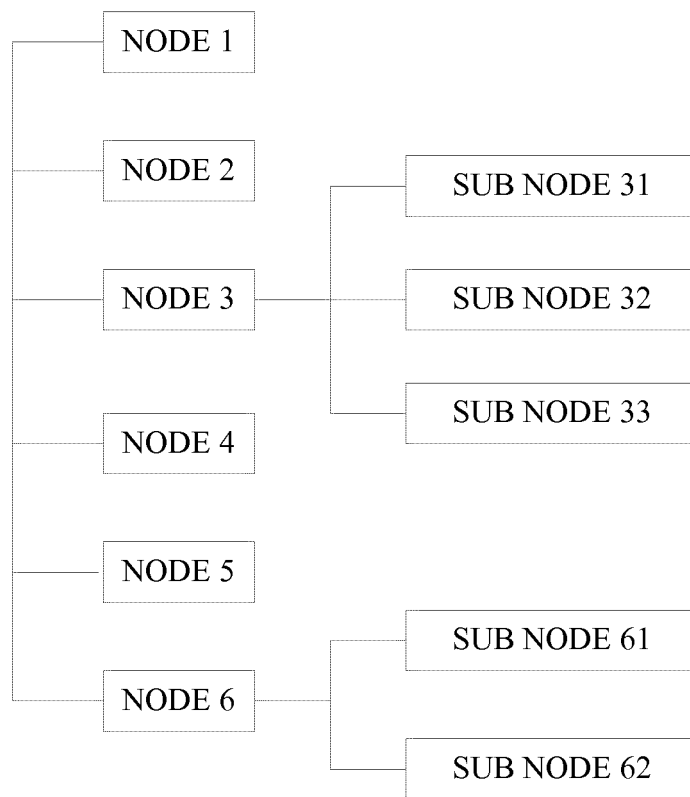 NODE 1
NODE 2
NODE 3
NODE 4
NODE 5
NODE 6
SUB NODE 31
SUB NODE 32
SUB NODE 33
SUB NODE 61
SUB NODE 62